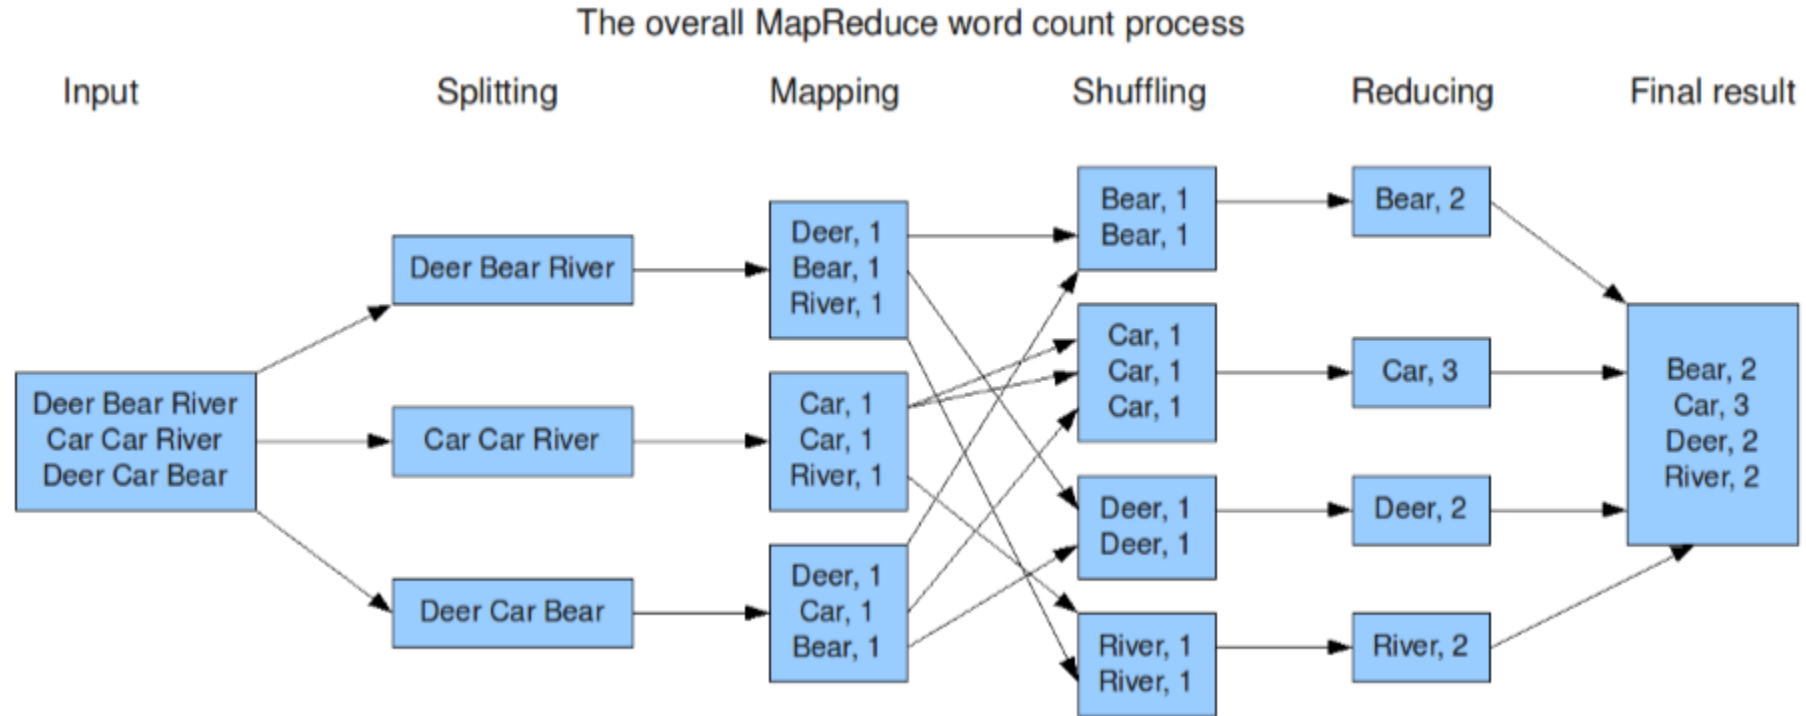 The overall MapReduce word count process
Input
Splitting
Mapping
Shuffling
Reducing
Final result
Deer Bear River
Car Car River
Deer Car Bear
Deer Bear River
Car Car River
Deer Car Bear
Deer, 1
Bear, 1
River, 1
Car, 1
Car, 1
River, 1
Deer, 1
Car, 1
Bear, 1
Bear, 1
Bear, 1
Car, 1
Car, 1
Car, 1
Deer, 1
Deer, 1
River, 1
River, 1
Bear, 2
Car, 3
Deer, 2
River, 2
Bear, 2
Car, 3
Deer, 2
River, 2